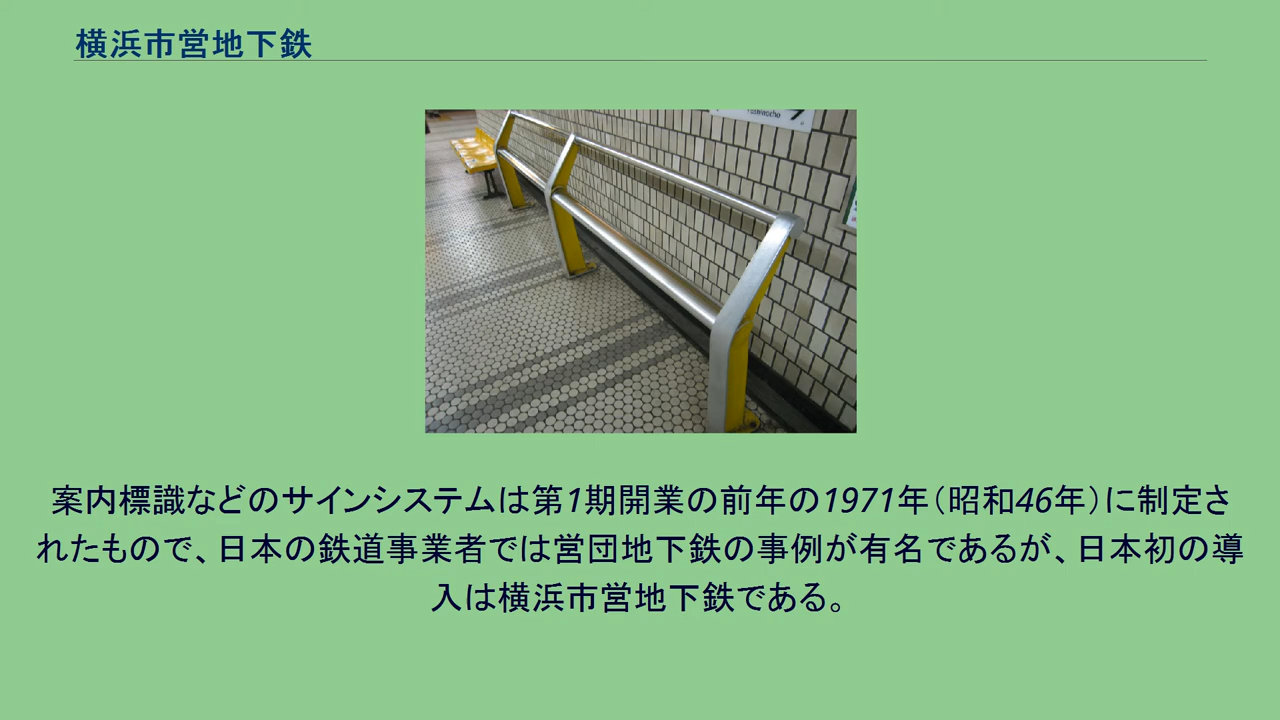 横浜市営地下鉄
7
案内標識などのサインシステムは第1期開業の前年の1971年（昭和46年）に制定さ
れたもので、日本の鉄道事業者では営団地下鉄の事例が有名であるが、日本初の導
入は横浜市営地下鉄である。